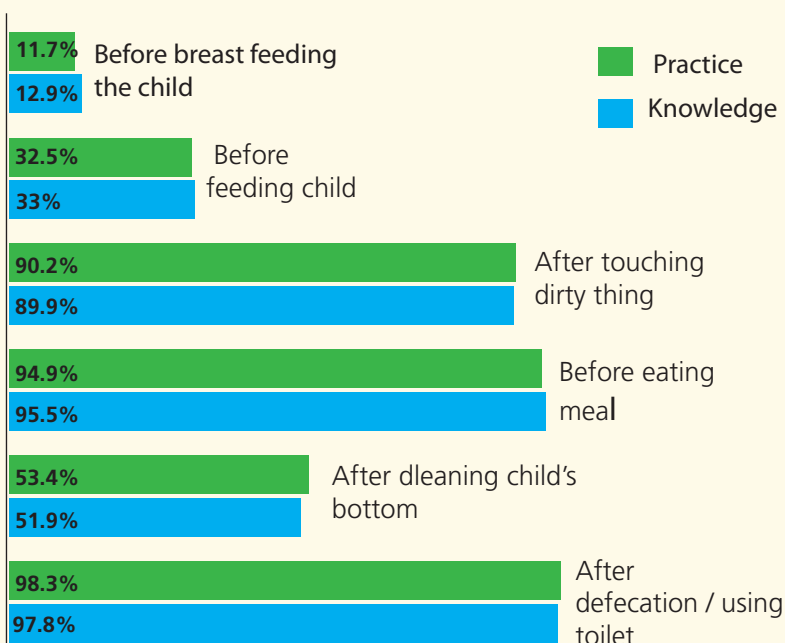 11.7%
Before breast feeding
12.9%
the child
Practice
Knowledge
32.5%
Before
33%
feeding child
90.2%
After touching
89.9%
dirty thing
94.9%
Before eating
95.5%
meal
53.4%
After dleaning child's
51.9%
bottom
98.3%
After
97.8%
defecation / using
toilet